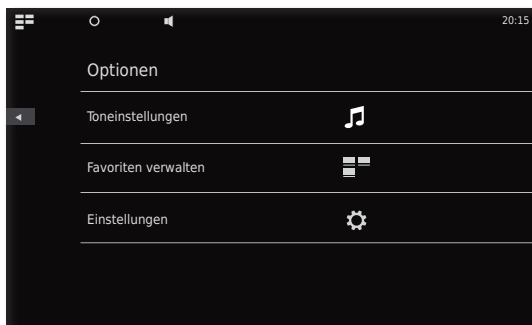 20:15
Optionen
Toneinstellungen
Favoriten verwalten
Einstellungen